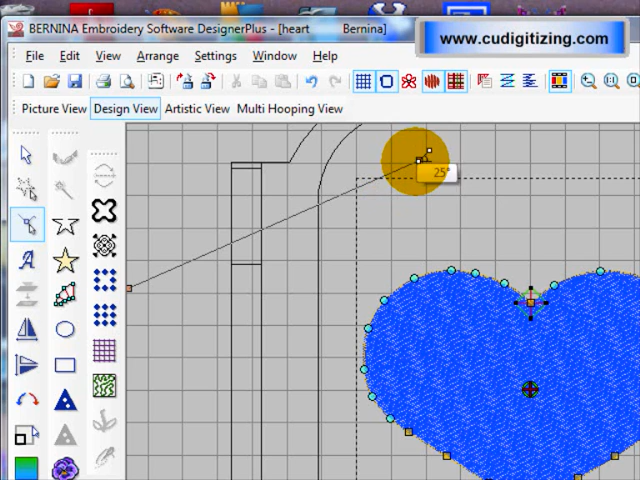 BERNINA Embroidery Software DesignerPlus - [heart Bernina]
www.cudigitizing.com
File Edit View Arrange Settings Window Help
Picture View Design View Artistic View Multi Hooping View
25°
A